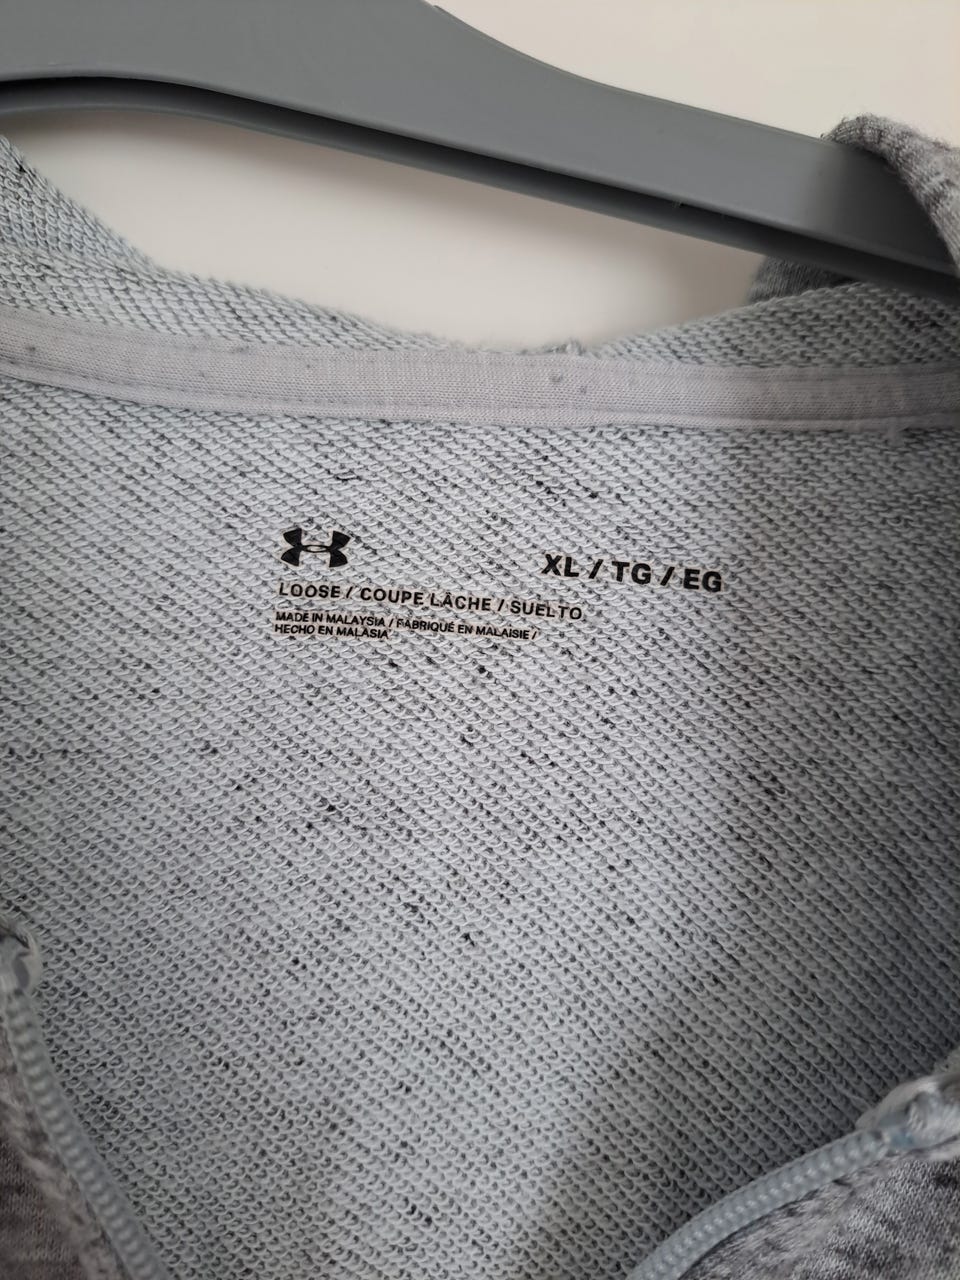 XL / TG / EG
LOOSE / COUPE LÂCHE / SUELTO
MADE IN MALAYSIA / FABRIQUÉ EN MALAISIE /
HECHO EN MALASIA